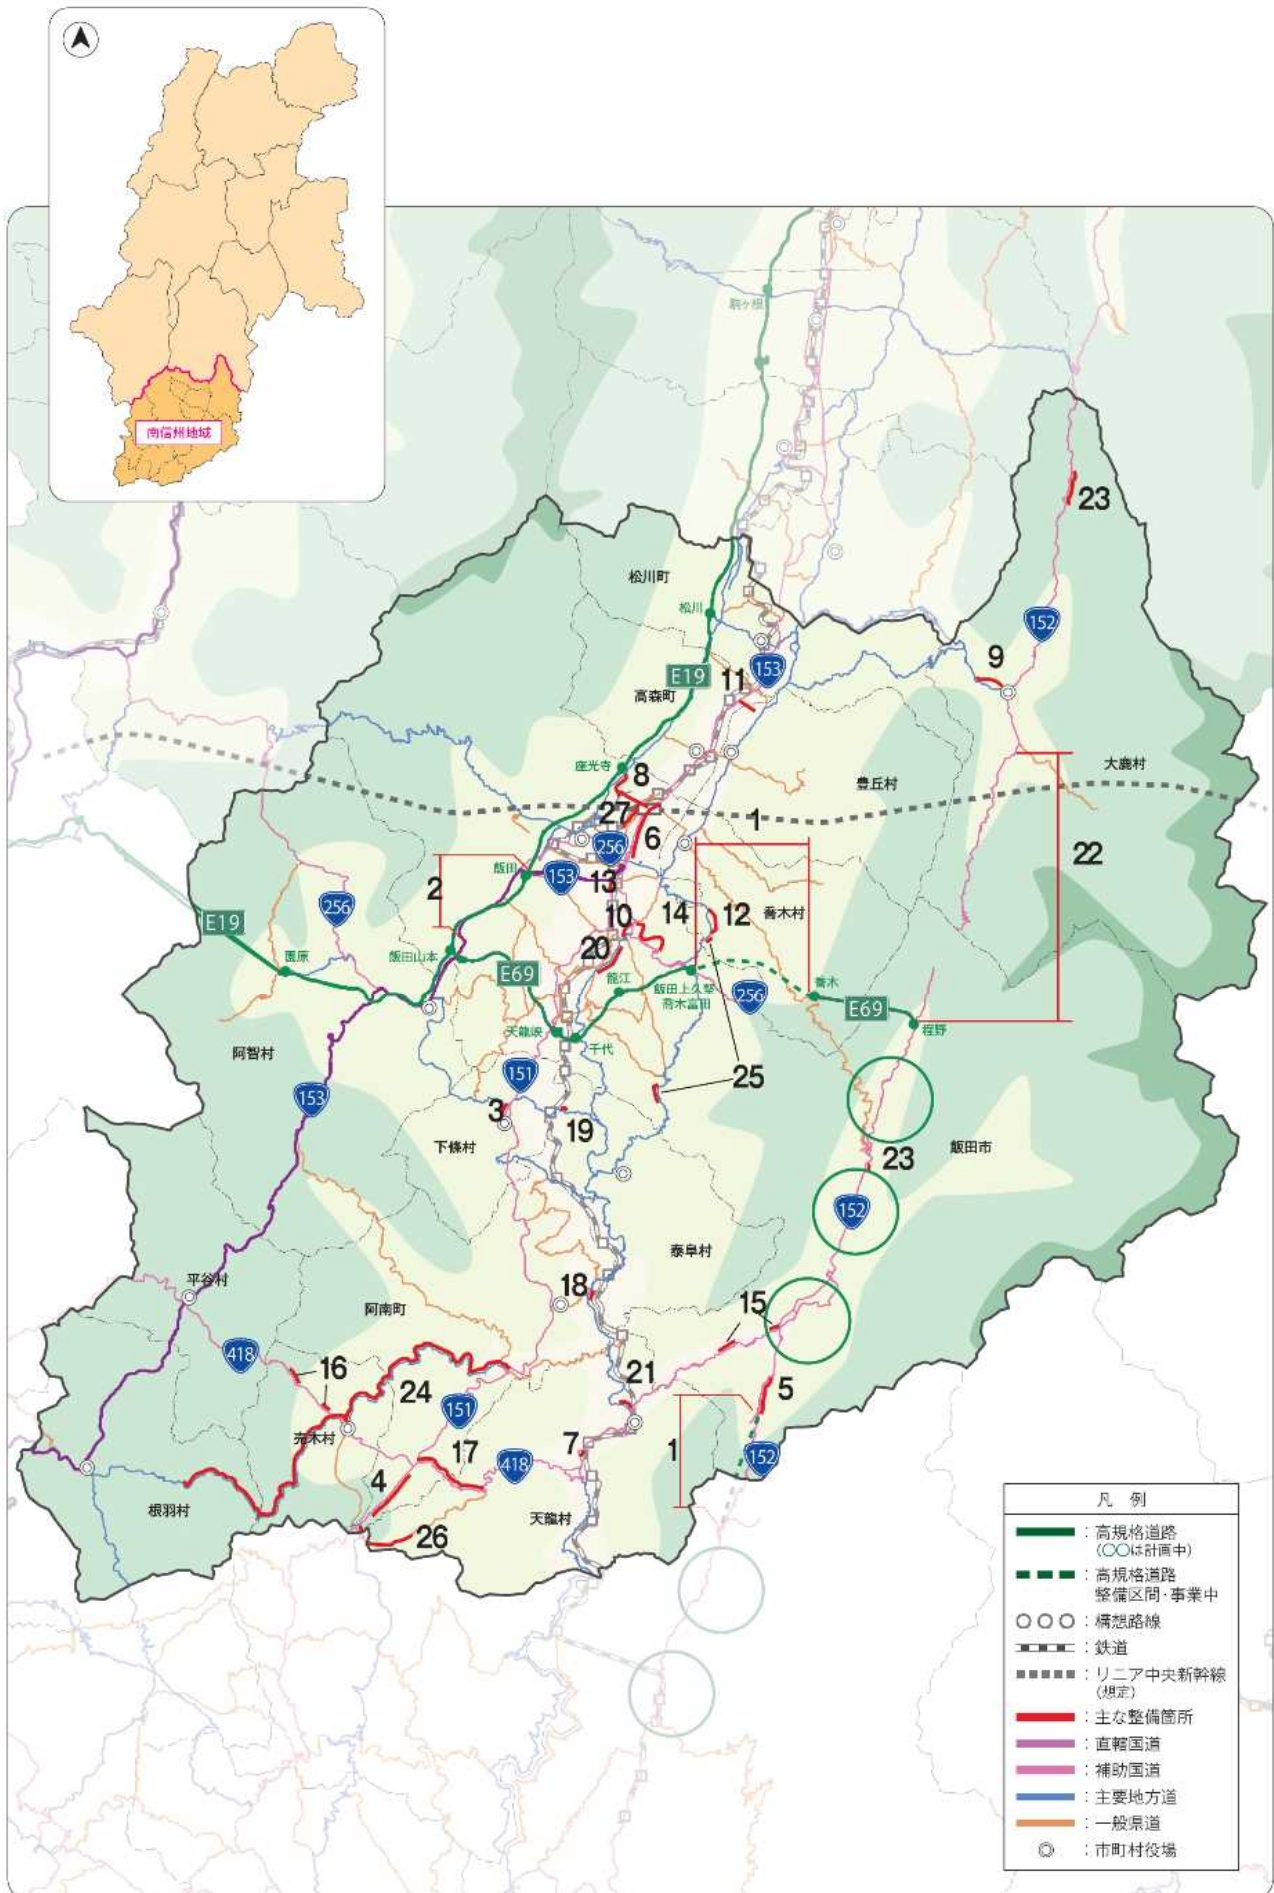 南信州地域
駒ヶ根
23
松川町
松川
152
9
E19
153
11
高森町
座光寺
8
大鹿村
豊丘村
27
1
256
6
22
飯田
153
13
2
256
10
14
12
喬木村
E19
飯田山本
20
園原
E69
龍江
飯田上久堅
喬木富田
256
喬木
E69
程野
天龍峡
千代
阿智村
151
25
153
3
19
下條村
23
飯田市
152
泰阜村
平谷村
18
阿南町
15
418
16
24
21
5
151
売木村
7
17
1
418
152
4
根羽村
天龍村
26
凡 例
:高規格道路
(○○は計画中)
:高規格道路
整備区間・事業中
:構想路線
:鉄道
:リニア中央新幹線
(想定)
:主な整備箇所
:直轄国道
:補助国道
:主要地方道
:一般県道
:市町村役場